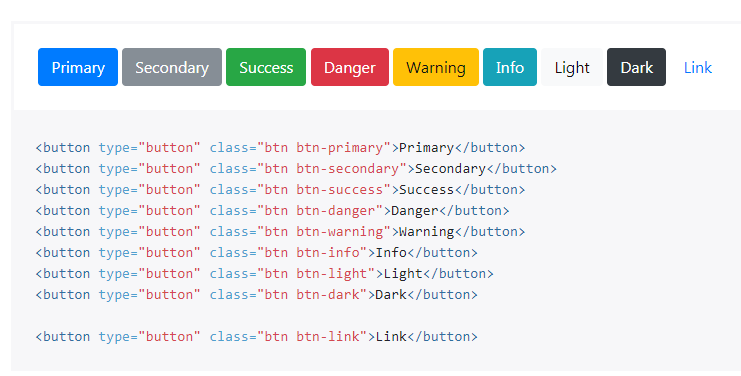 Primary Secondary Success Danger Warning Info Light Dark Link
<button type="button" class="btn btn-primary">Primary</button>
<button type="button" class="btn btn-secondary">Secondary</button>
<button type="button" class="btn btn-success">Success</button>
<button type="button" class="btn btn-danger">Danger</button>
<button type="button" class="btn btn-warning">Warning</button>
<button type="button" class="btn btn-info">Info</button>
<button type="button" class="btn btn-light">Light</button>
<button type="button" class="btn btn-dark">Dark</button>
<button type="button" class="btn btn-link">Link</button>